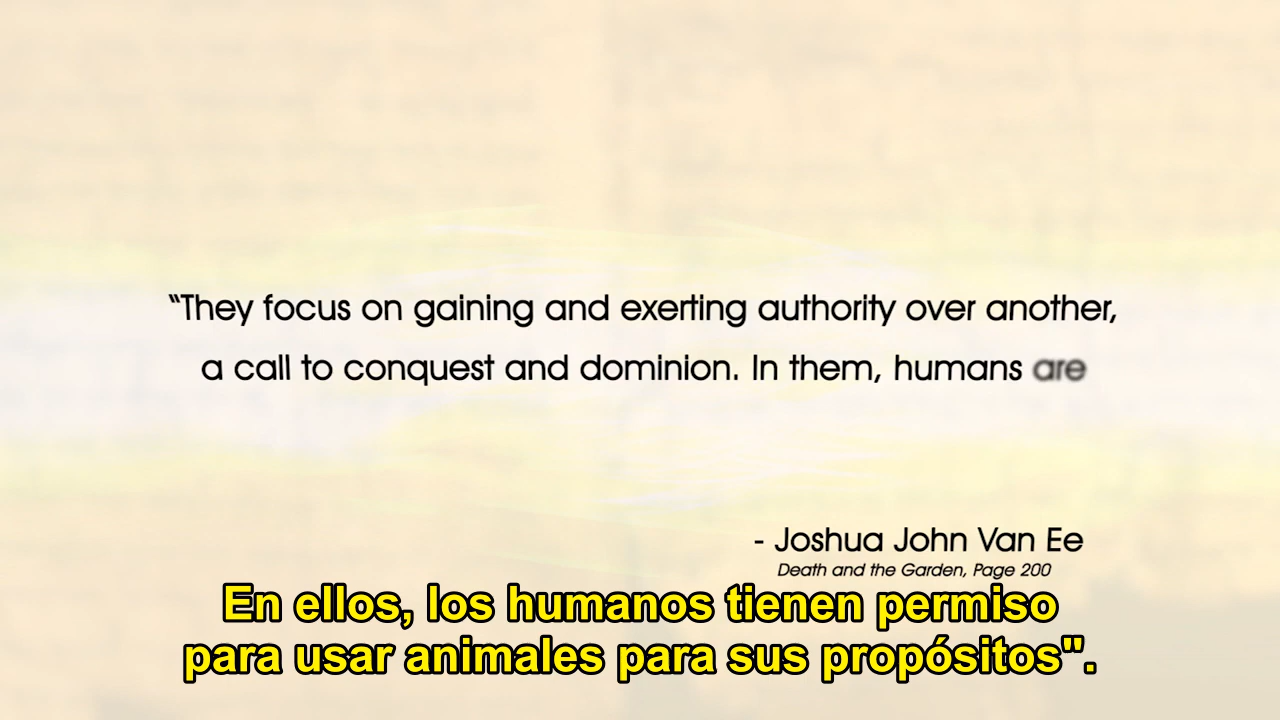 “They focus on gaining and exerting authority over another,
a call to conquest and dominion. In them, humans are
- Joshua John Van Ee
Death and the Garden, Page 200
En ellos, los humanos tienen permiso
para usar animales para sus propósitos".